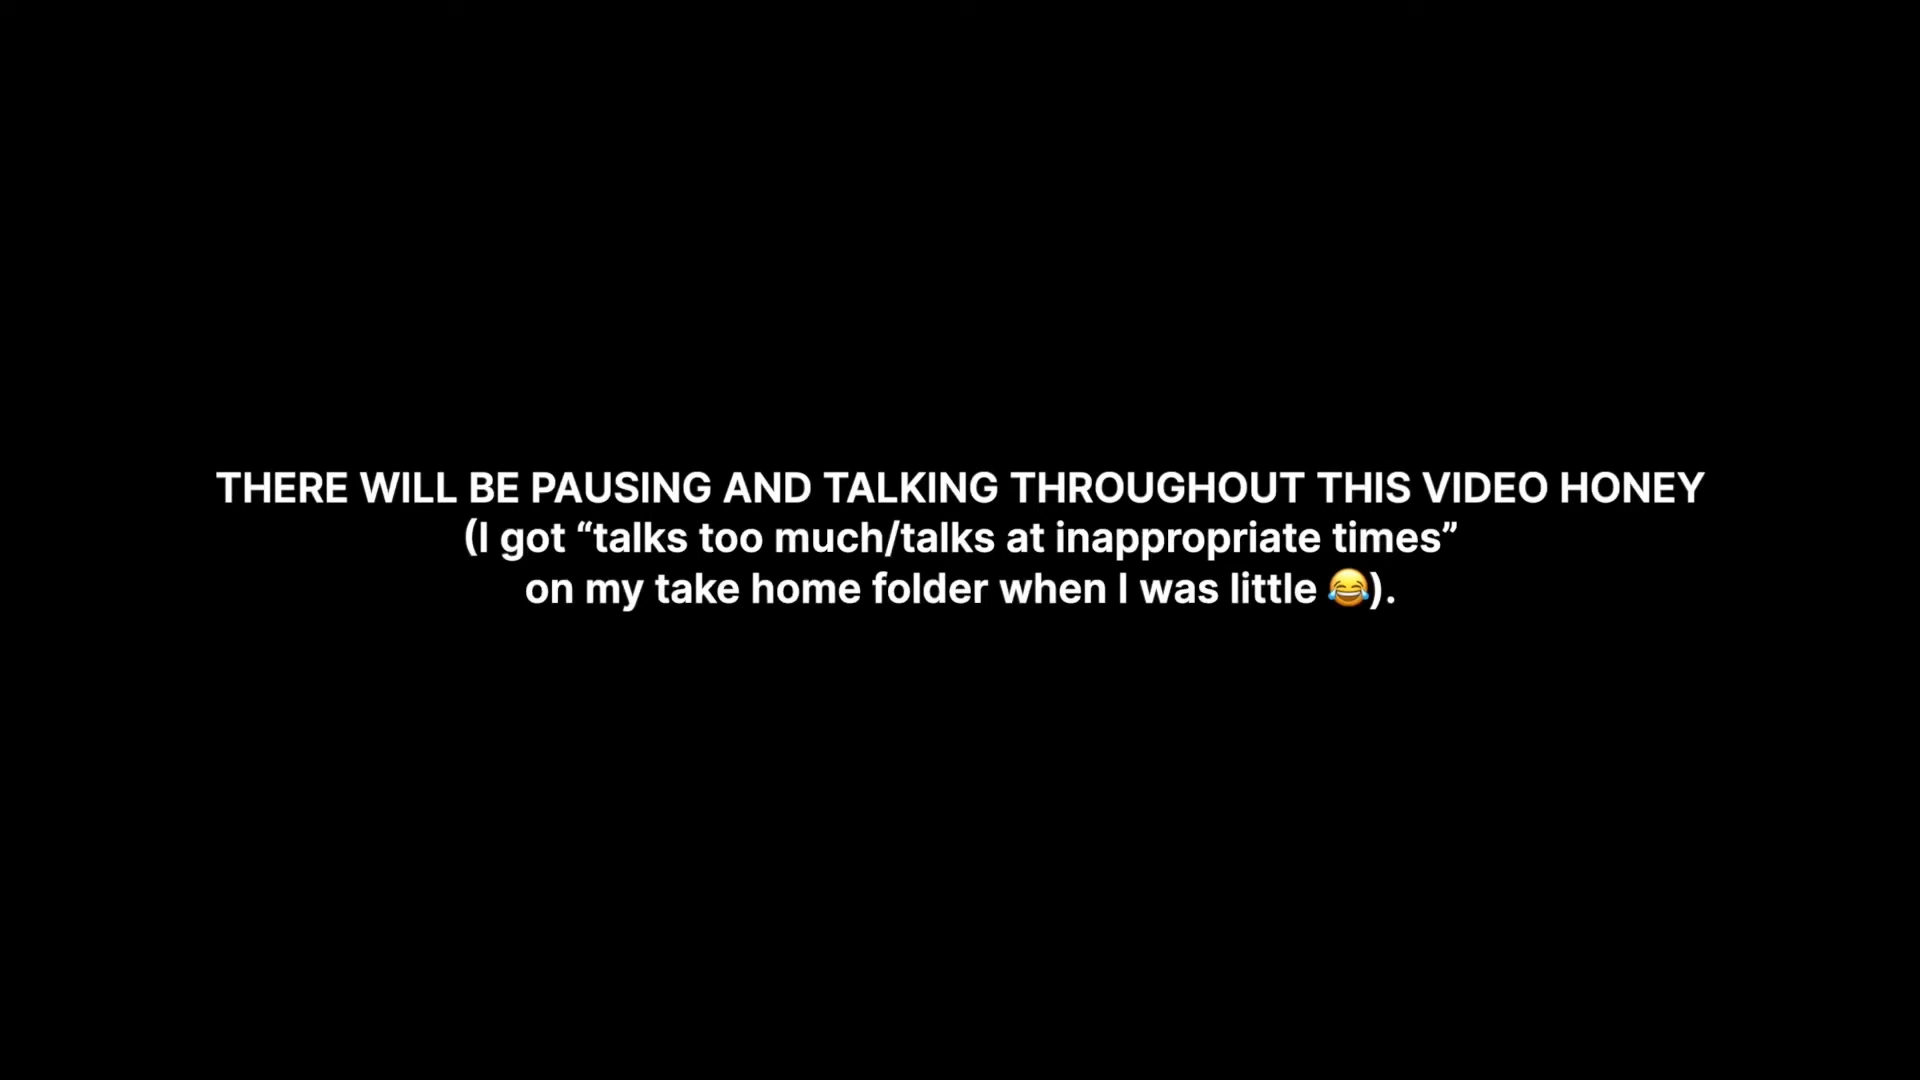 THERE WILL BE PAUSING AND TALKING THROUGHOUT THIS VIDEO HONEY
(I got “talks too much/talks at inappropriate times”
on my take home folder when I was little 😂).